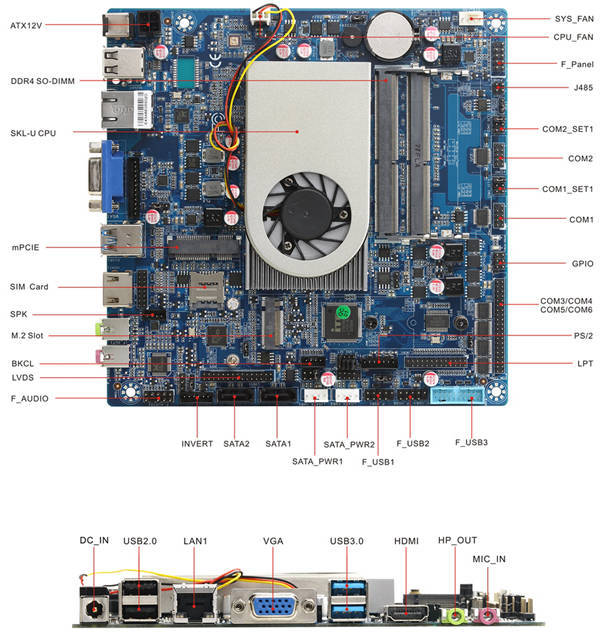 SYS_FAN
ATX12V
CPU_FAN
F_Panel
DDR4 SO-DIMM
J485
SKL-U CPU
COM2_SET1
COM2
COM1_SET1
COM1
mPCIE
GPIO
SIM Card
COM3/COM4
COM5/COM6
SPK
M.2 Slot
PS/2
BKCL
LPT
LVDS
F_AUDIO
INVERT
SATA2
SATA1
SATA_PWR1
SATA_PWR2
F_USB1
F_USB2
F_USB3
DC_IN
USB2.0
LAN1
VGA
USB3.0
HDMI
HP_OUT
MIC_IN